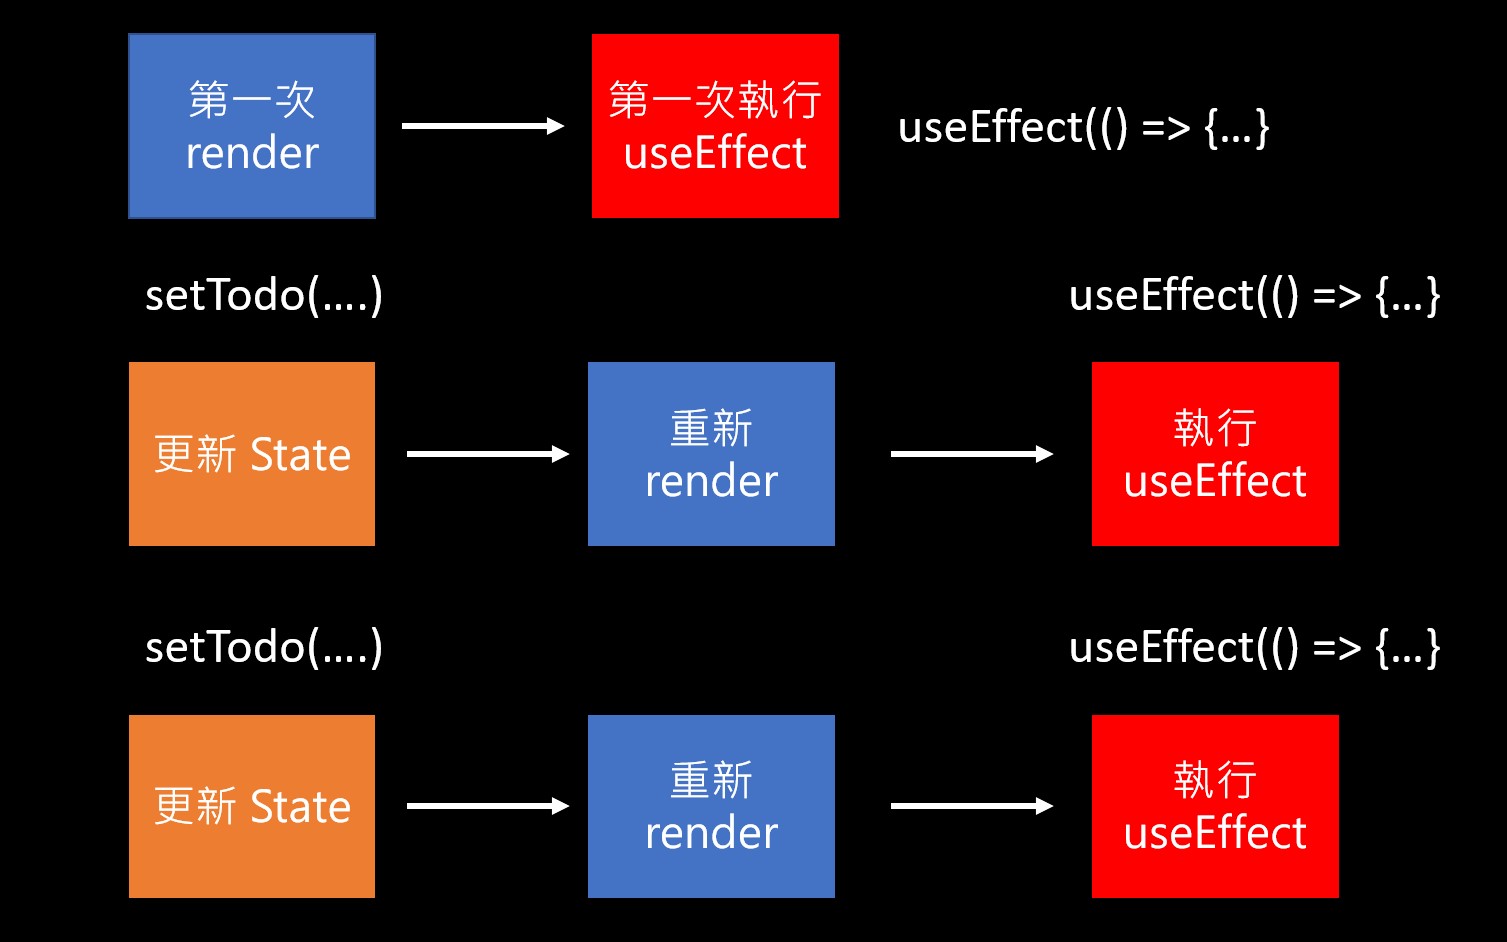 第一次
render
第一次執行
useEffect
useEffect(() => {...}
setTodo(....)
useEffect(() => {...}
更新 State
重新
render
執行
useEffect
setTodo(....)
useEffect(() => {...}
更新 State
重新
render
執行
useEffect